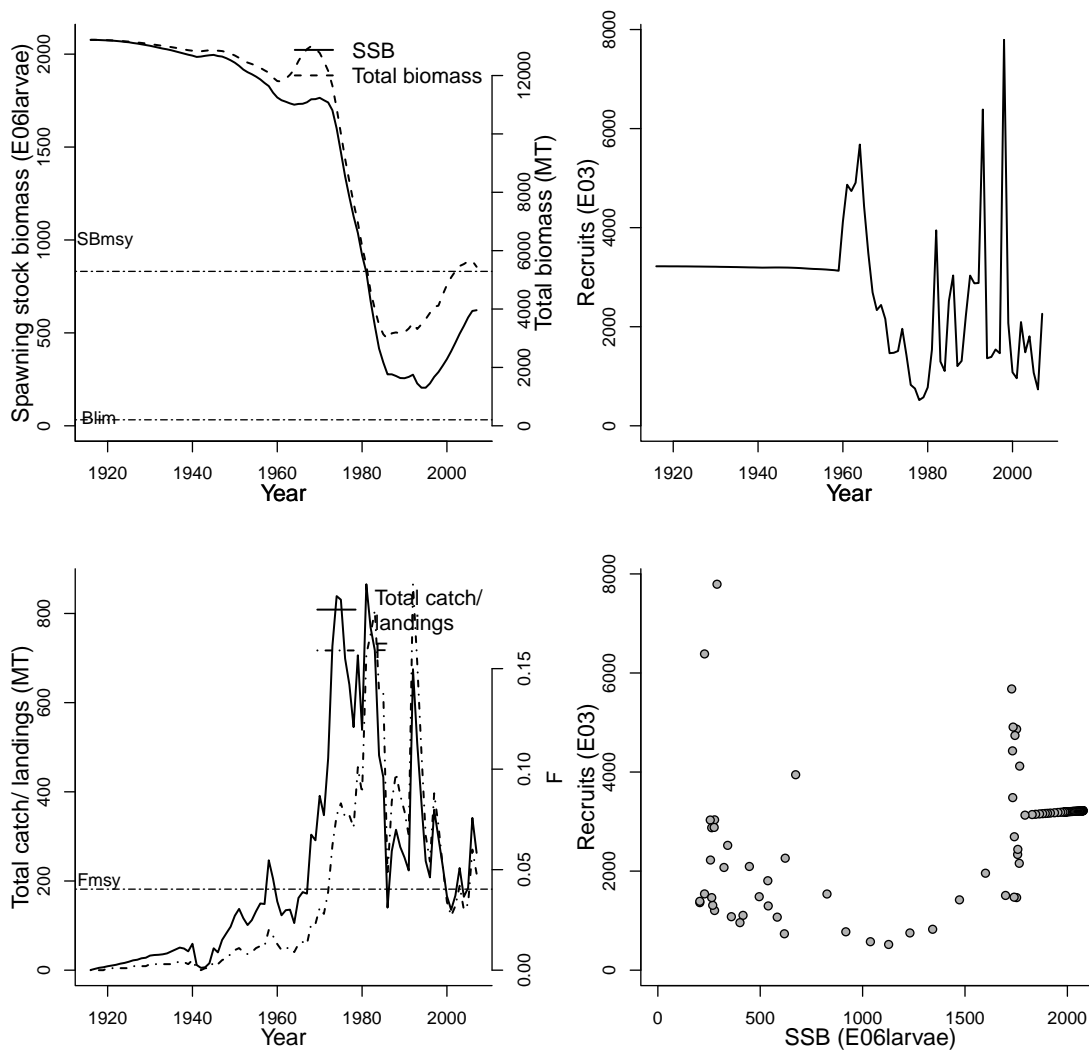 SSB
Total biomass
Spawning stock biomass (E06larvae)
0 500 1000 1500 2000
SBmsy
Blim
Total biomass (MT)
0 2000 4000 6000 8000 12000
1920 1940 1960 1980 2000
Year
Recruits (E03)
0 2000 4000 6000 8000
1920 1940 1960 1980 2000
Year
Total catch/
landings
F
Total catch/ landings (MT)
0 200 400 600 800
Fmsy
F
0.00 0.05 0.10 0.15
1920 1940 1960 1980 2000
Year
Recruits (E03)
0 2000 4000 6000 8000
0 500 1000 1500 2000
SSB (E06larvae)